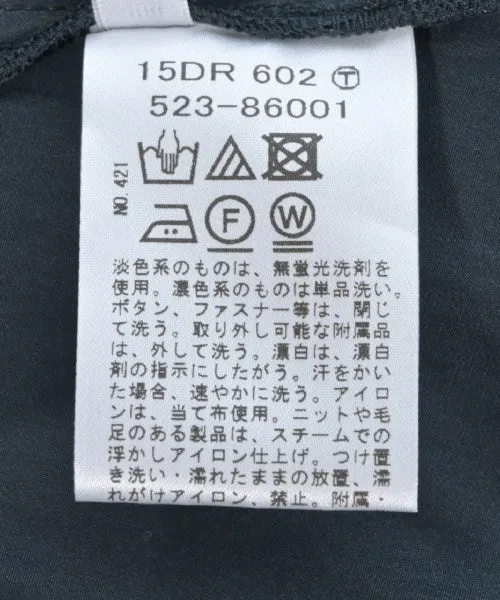 15DR 602 Ⓣ
523-86001
NO.421
F W
淡色系のものは、無蛍光洗剤を
使用。濃色系のものは単品洗い。
ボタン、ファスナー等は、閉じ
て洗う。取り外し可能な附属品
は、外して洗う。漂白は、漂白
剤の指示にしたがう。汗をかい
た場合、速やかに洗う。アイロ
ンは、当て布使用。ニットや毛
足のある製品は、スチームでの
浮かしアイロン仕上げ。つけ置
き洗い・濡れたままの放置、濡
れがけアイロン、禁止。附属・